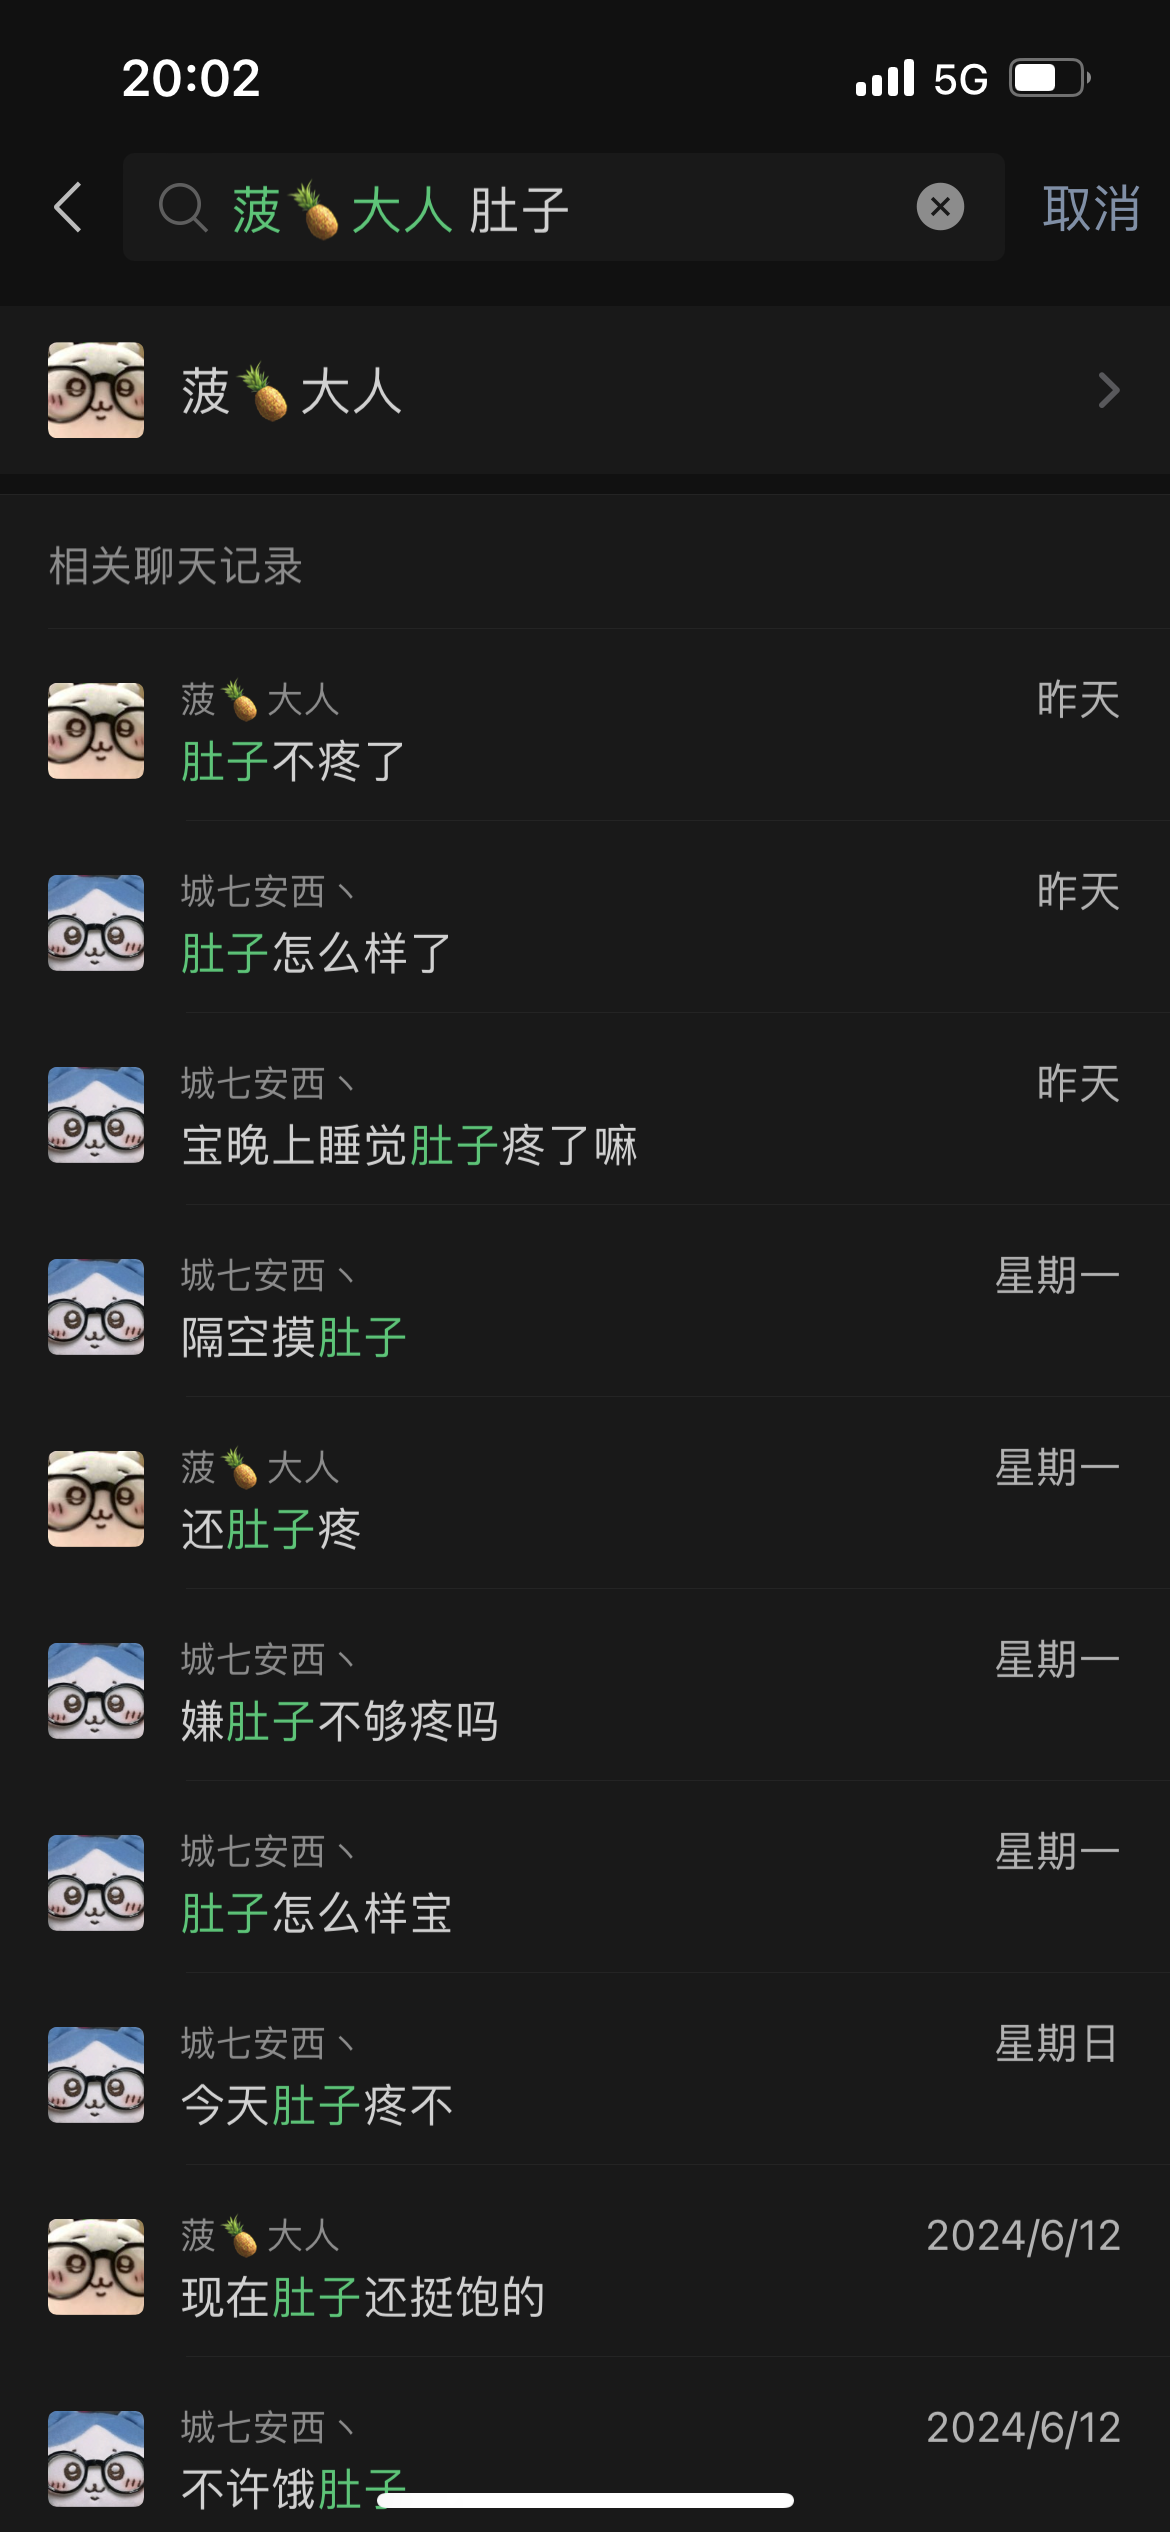 20:02 5G
菠🍍大人 肚子 取消
菠🍍大人
相关聊天记录
菠🍍大人 昨天
肚子不疼了
城七安西丶 昨天
肚子怎么样了
城七安西丶 昨天
宝晚上睡觉肚子疼了嘛
城七安西丶 星期一
隔空摸肚子
菠🍍大人 星期一
还肚子疼
城七安西丶 星期一
嫌肚子不够疼吗
城七安西丶 星期一
肚子怎么样宝
城七安西丶 星期日
今天肚子疼不
菠🍍大人 2024/6/12
现在肚子还挺饱的
城七安西丶 2024/6/12
不许饿肚子